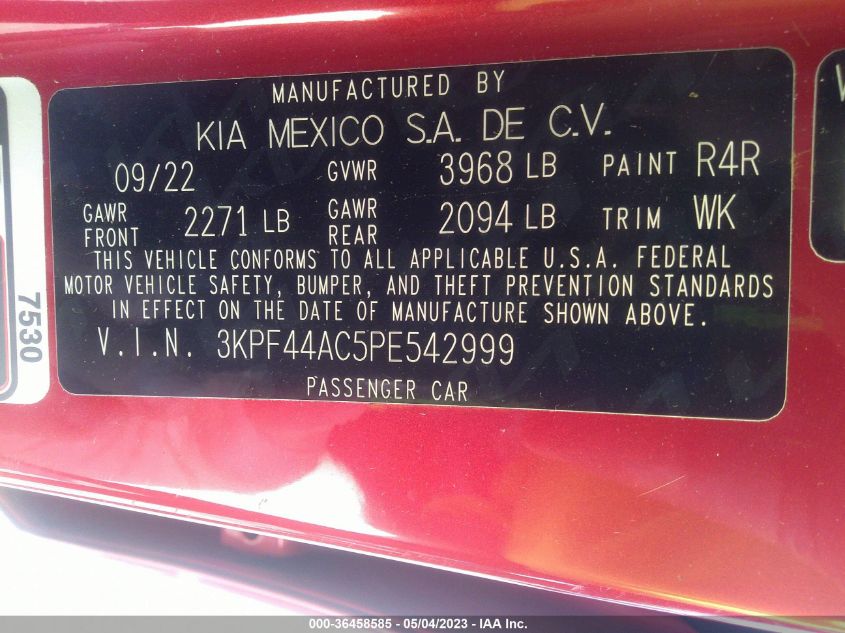 MANUFACTURED BY
KIA MEXICO S.A. DE C.V.
09/22 GVWR 3968 LB PAINT R4R
GAWR FRONT 2271 LB GAWR REAR 2094 LB TRIM WK
THIS VEHICLE CONFORMS TO ALL APPLICABLE U.S.A. FEDERAL
MOTOR VEHICLE SAFETY, BUMPER, AND THEFT PREVENTION STANDARDS
IN EFFECT ON THE DATE OF MANUFACTURE SHOWN ABOVE.
V.I.N. 3KPF44AC5PE542999
PASSENGER CAR
7530
000-36458585 - 05/04/2023 - IAA Inc.